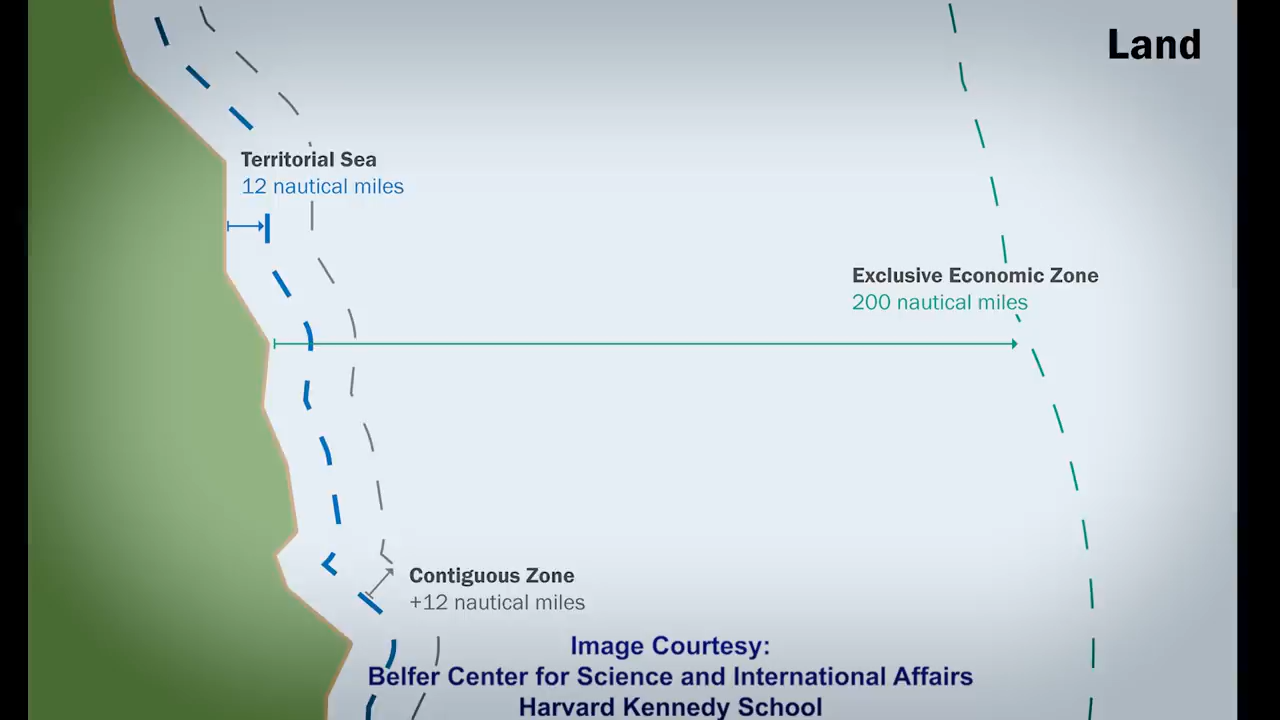 Land
Territorial Sea
12 nautical miles
Exclusive Economic Zone
200 nautical miles
Contiguous Zone
+12 nautical miles
Image Courtesy:
Belfer Center for Science and International Affairs
Harvard Kennedy School